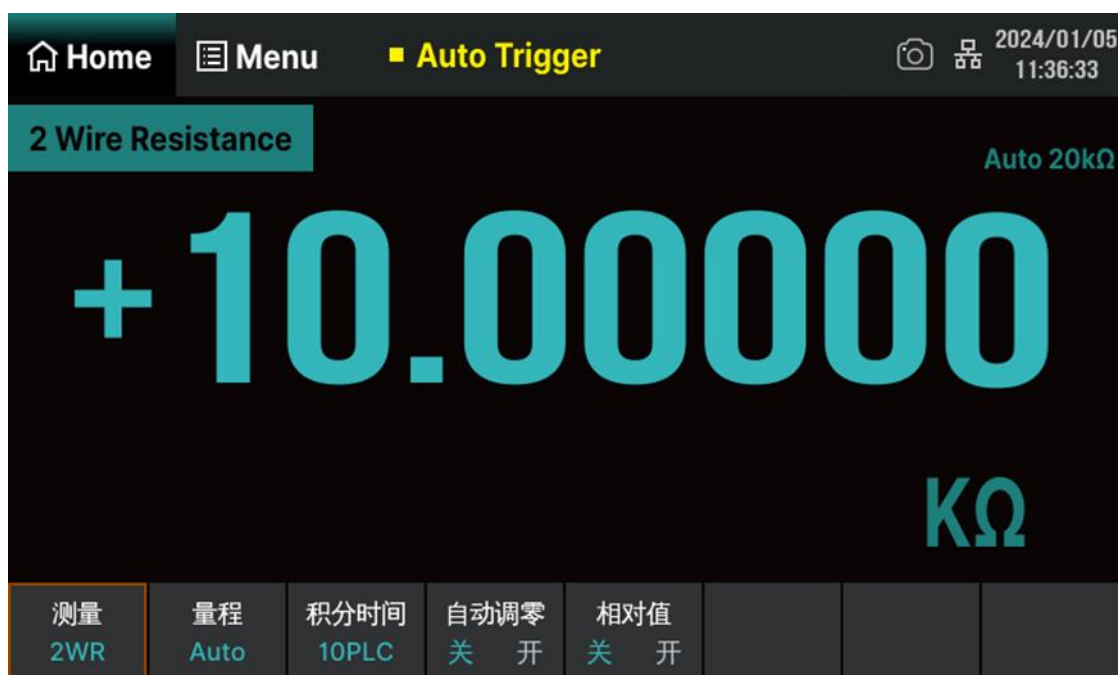 Home Menu Auto Trigger 2024/01/05
11:36:33
2 Wire Resistance
Auto 20kΩ
+10.00000
KΩ
测量 量程 积分时间 自动调零 相对值
2WR Auto 10PLC 关 开 关 开